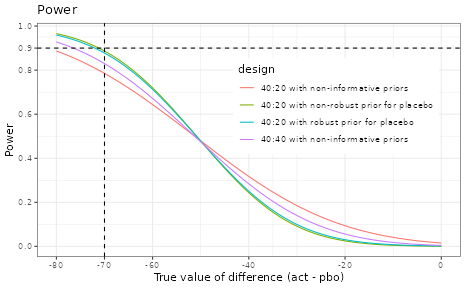 Power
1.0
0.9
0.8
0.6
0.4
0.2
0.0
Power
design
40:20 with non-informative priors
40:20 with non-robust prior for placebo
40:20 with robust prior for placebo
40:40 with non-informative priors
-80
-70
-60
-40
-20
0
True value of difference (act - pbo)